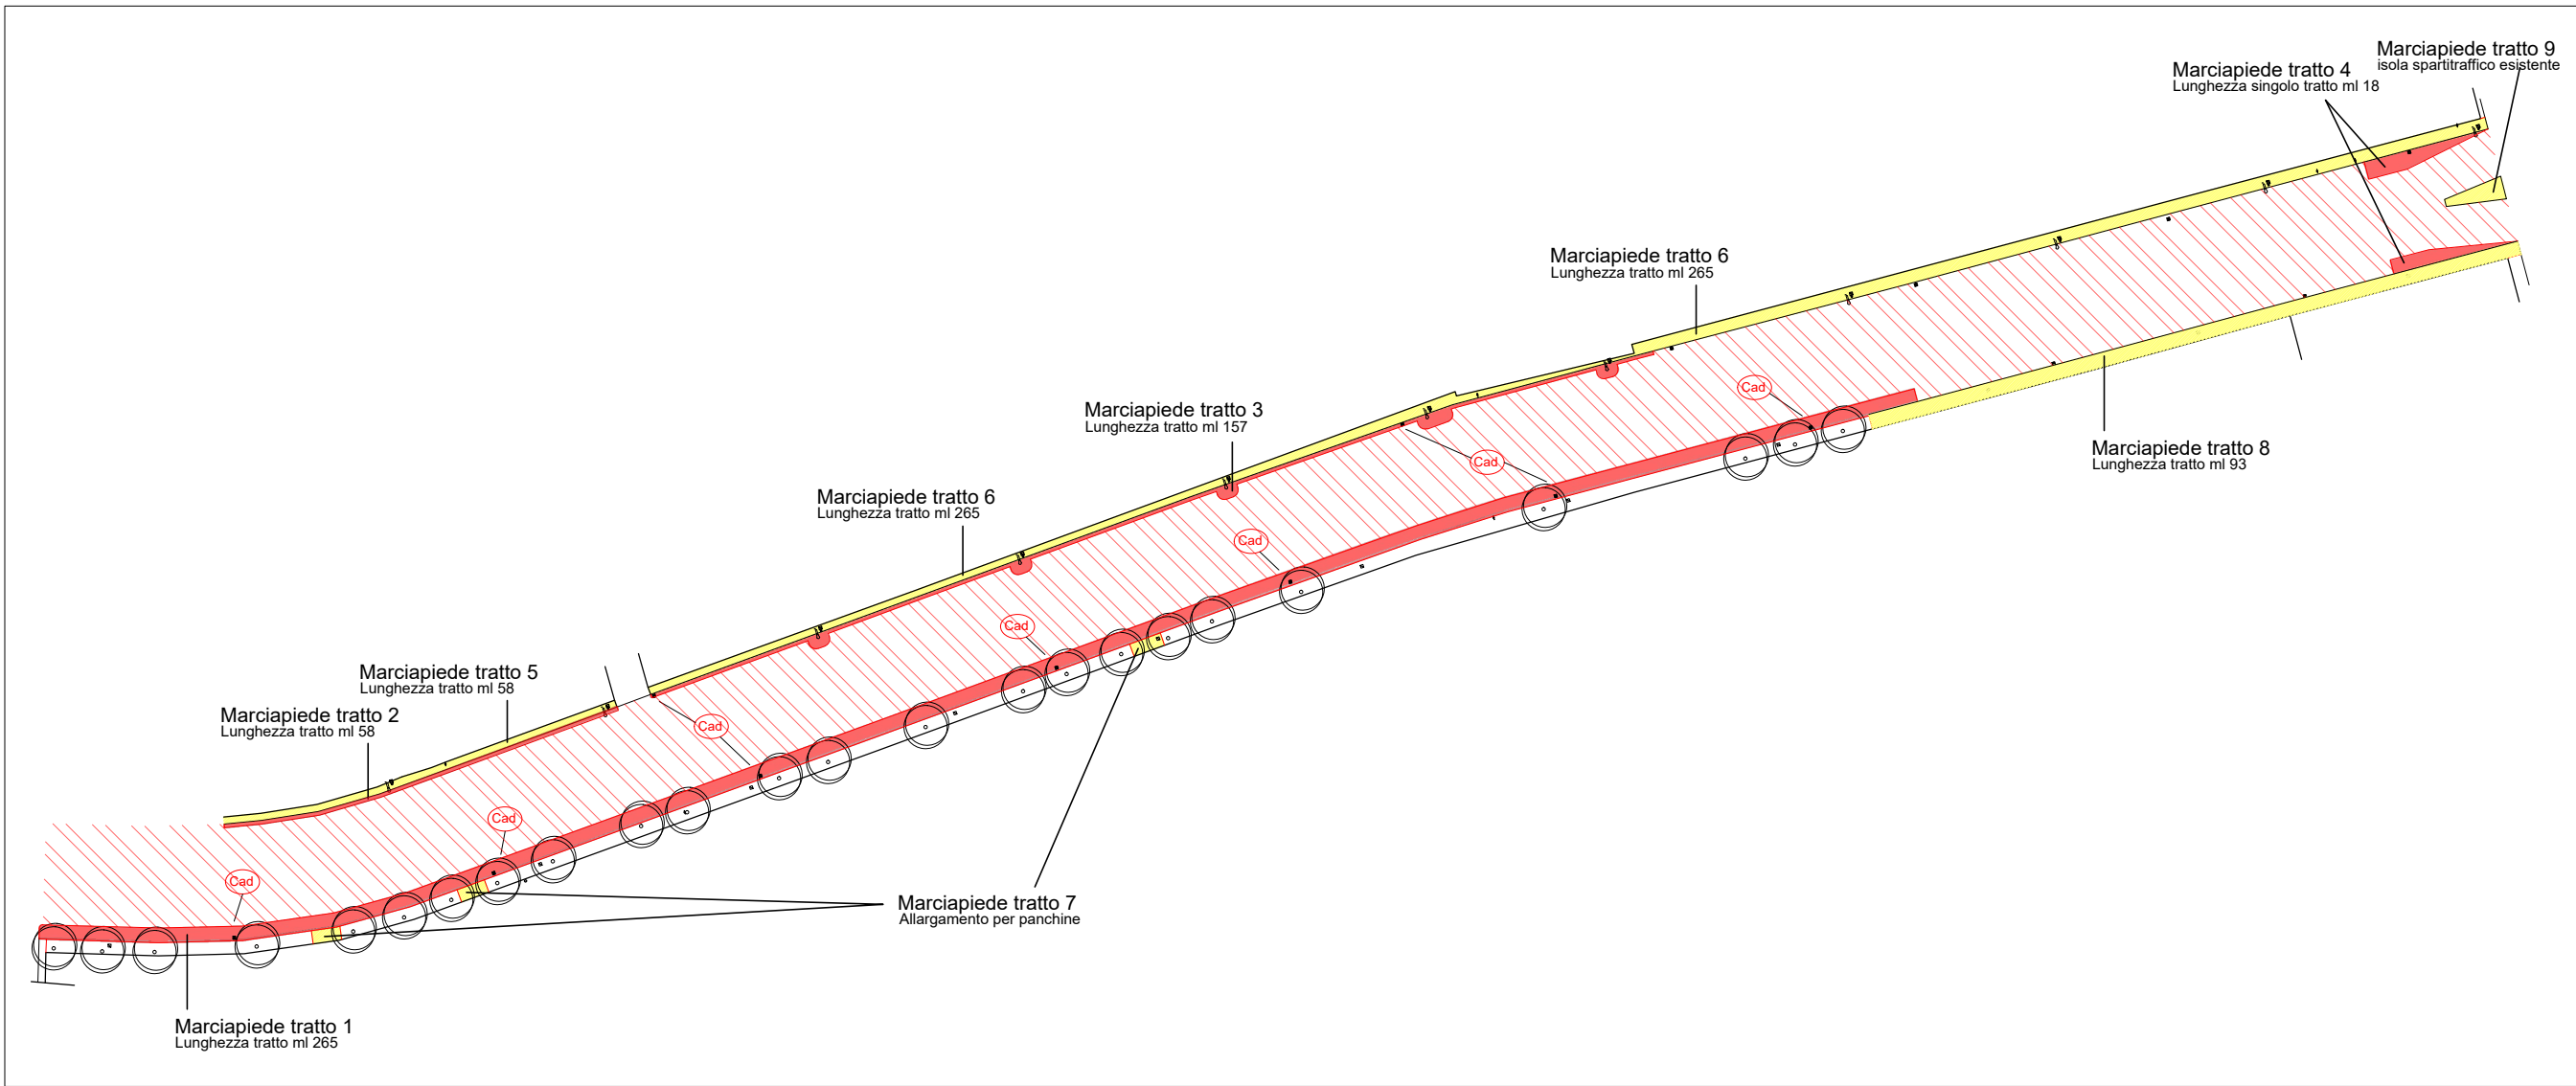 Marciapiede tratto 9
isola spartitraffico esistente
Marciapiede tratto 4
Lunghezza singolo tratto ml 18
Marciapiede tratto 6
Lunghezza tratto ml 265
Cad
Marciapiede tratto 3
Lunghezza tratto ml 157
Marciapiede tratto 8
Lunghezza tratto ml 93
Cad
Marciapiede tratto 6
Lunghezza tratto ml 265
Cad
Cad
Marciapiede tratto 5
Lunghezza tratto ml 58
Marciapiede tratto 2
Lunghezza tratto ml 58
Cad
Cad
Cad
Marciapiede tratto 7
Allargamento per panchine
Marciapiede tratto 1
Lunghezza tratto ml 265